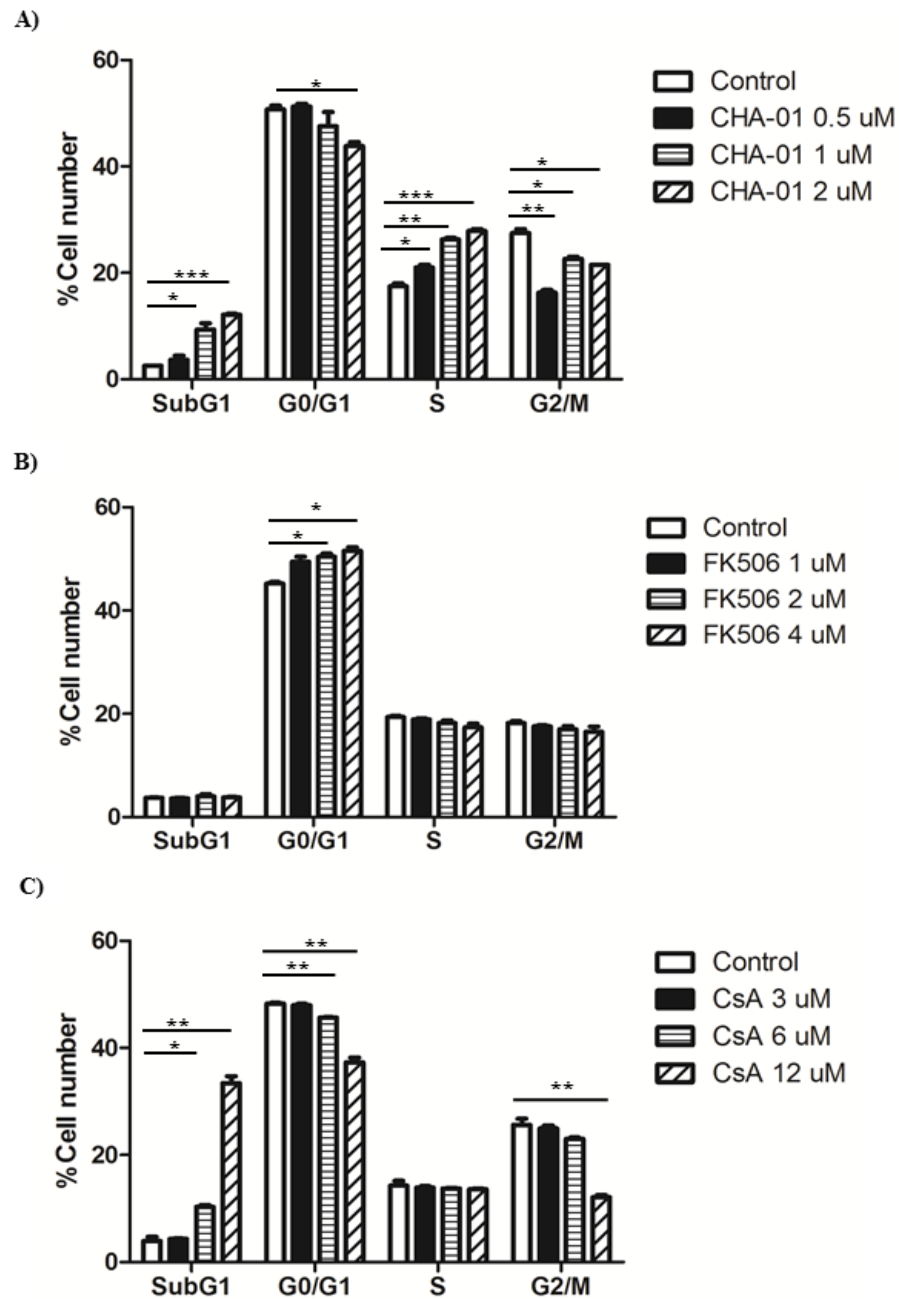 A)
60
40
20
0
%Cell number
*
***
*
*
**
***
*
*
**
SubG1 G0/G1 S G2/M
Control
CHA-01 0.5 uM
CHA-01 1 uM
CHA-01 2 uM
B)
60
40
20
0
%Cell number
*
*
SubG1 G0/G1 S G2/M
Control
FK506 1 uM
FK506 2 uM
FK506 4 uM
C)
60
40
20
0
%Cell number
**
*
**
**
**
SubG1 G0/G1 S G2/M
Control
CsA 3 uM
CsA 6 uM
CsA 12 uM